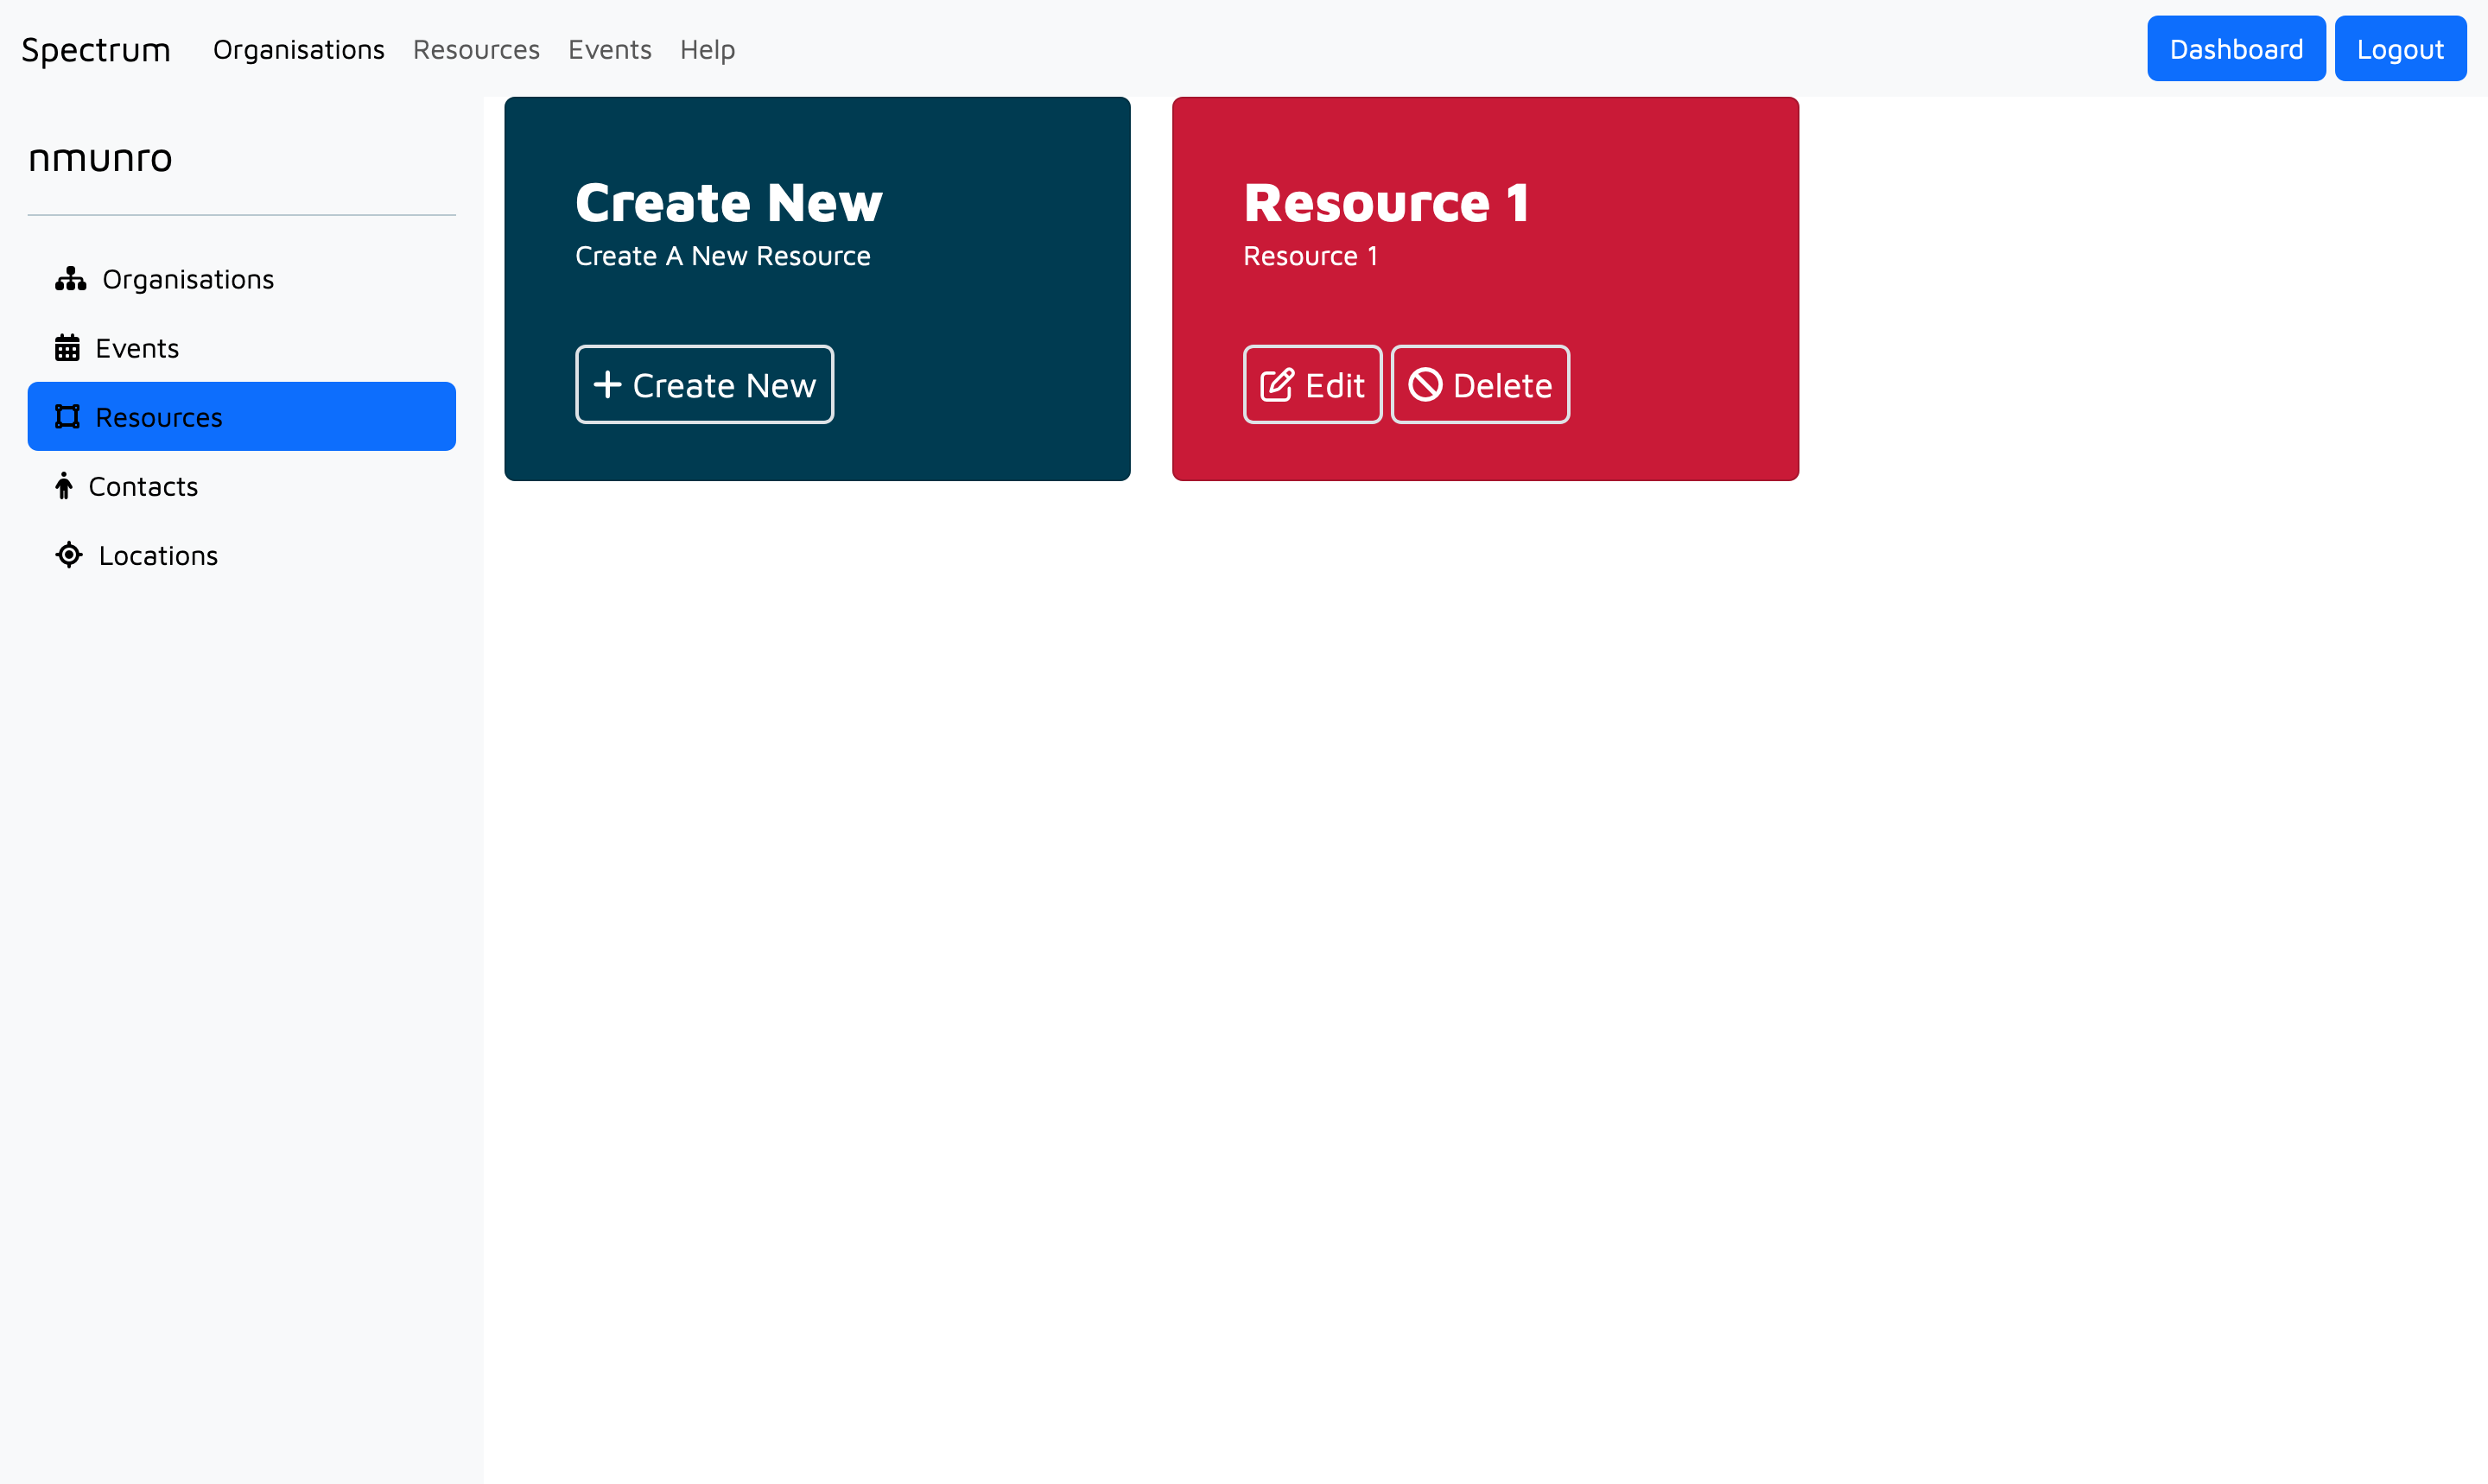 Spectrum Organisations Resources Events Help Dashboard Logout
nmunro
Organisations
Events
Resources
Contacts
Locations
Create New
Create A New Resource
Create New
Resource 1
Resource 1
Edit Delete